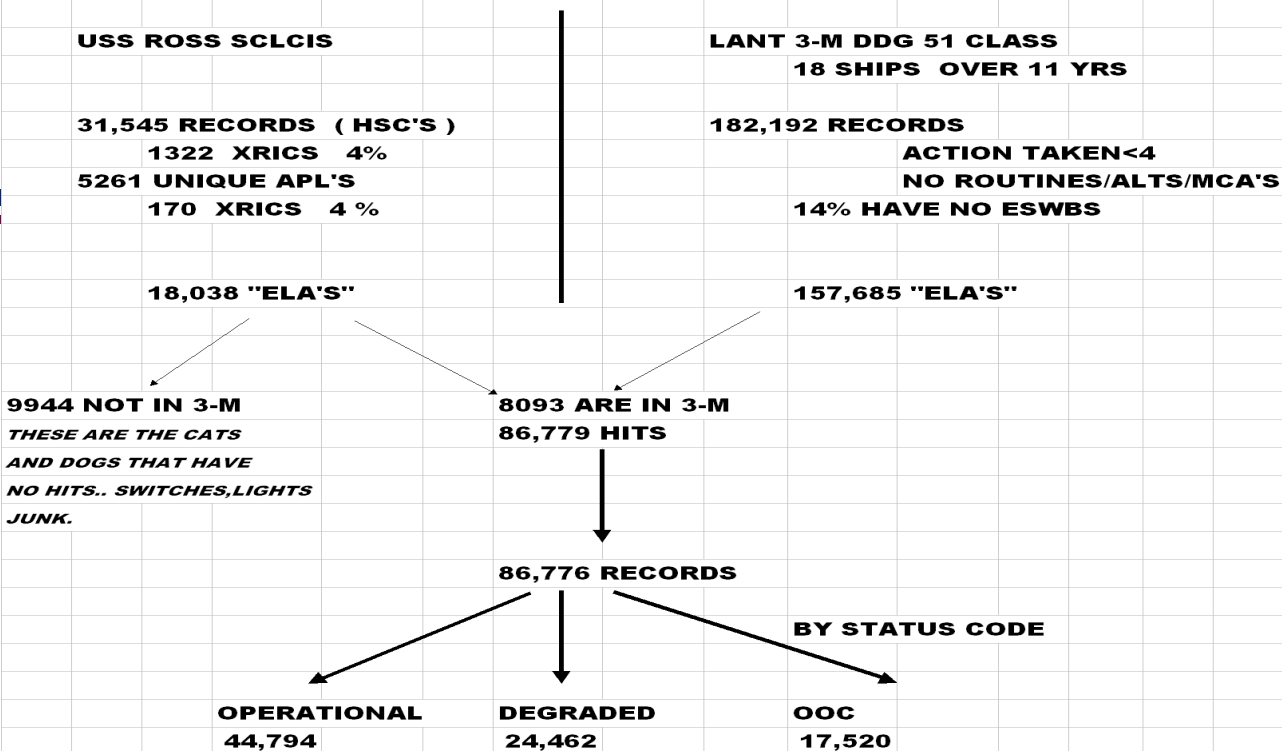 USS ROSS SCLCIS
31,545 RECORDS ( HSC'S )
1322 XRICS 4%
5261 UNIQUE APL'S
170 XRICS 4 %
18,038 "ELA'S"
LANT 3-M DDG 51 CLASS
18 SHIPS OVER 11 YRS
182,192 RECORDS
ACTION TAKEN<4
NO ROUTINES/ALTS/MCA'S
14% HAVE NO ESWBS
157,685 "ELA'S"
9944 NOT IN 3-M
THESE ARE THE CATS
AND DOGS THAT HAVE
NO HITS.. SWITCHES,LIGHTS
JUNK.
8093 ARE IN 3-M
86,779 HITS
86,776 RECORDS
BY STATUS CODE
OPERATIONAL
44,794
DEGRADED
24,462
OOC
17,520